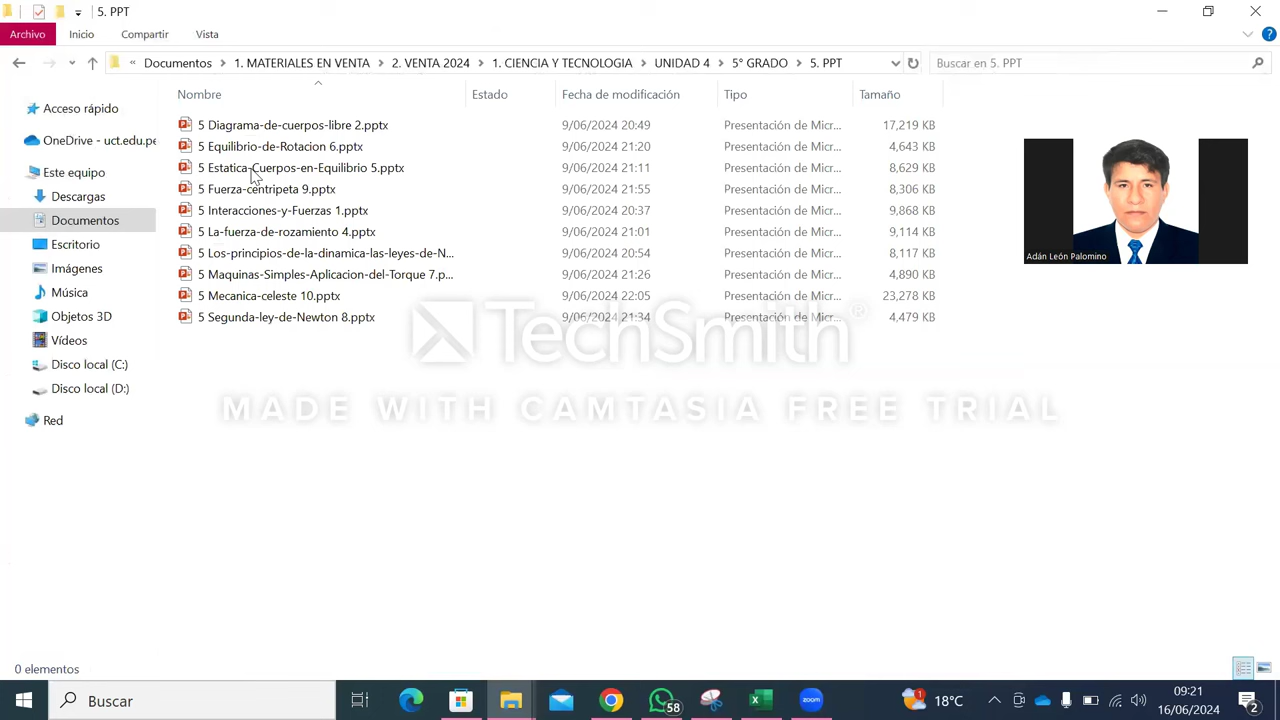 5. PPT
Archivo Inicio Compartir Vista
« Documentos > 1. MATERIALES EN VENTA > 2. VENTA 2024 > 1. CIENCIA Y TECNOLOGIA > UNIDAD 4 > 5° GRADO > 5. PPT
Buscar en 5. PPT
Nombre Estado Fecha de modificación Tipo Tamaño
Acceso rápido
OneDrive - uct.edu.pe
Este equipo
Descargas
Documentos
Escritorio
Imágenes
Música
Objetos 3D
Vídeos
Disco local (C:)
Disco local (D:)
Red
5 Diagrama-de-cuerpos-libre 2.pptx 9/06/2024 20:49 Presentación de Micr... 17,219 KB
5 Equilibrio-de-Rotacion 6.pptx 9/06/2024 21:20 Presentación de Micr... 4,643 KB
5 Estatica-Cuerpos-en-Equilibrio 5.pptx 9/06/2024 21:11 Presentación de Micr... 8,629 KB
5 Fuerza-centripeta 9.pptx 9/06/2024 21:55 Presentación de Micr... 8,306 KB
5 Interacciones-y-Fuerzas 1.pptx 9/06/2024 20:37 Presentación de Micr... 9,868 KB
5 La-fuerza-de-rozamiento 4.pptx 9/06/2024 21:01 Presentación de Micr... 9,114 KB
5 Los-principios-de-la-dinamica-las-leyes-de-N... 9/06/2024 20:54 Presentación de Micr... 8,117 KB
5 Maquinas-Simples-Aplicacion-del-Torque 7.p... 9/06/2024 21:26 Presentación de Micr... 4,890 KB
5 Mecanica-celeste 10.pptx 9/06/2024 22:05 Presentación de Micr... 23,278 KB
5 Segunda-ley-de-Newton 8.pptx 9/06/2024 21:34 Presentación de Micr... 4,479 KB
Adán León Palomino
TechSmith®
MADE WITH CAMTASIA FREE TRIAL
0 elementos
Buscar
58
1
18°C
09:21
16/06/2024
2